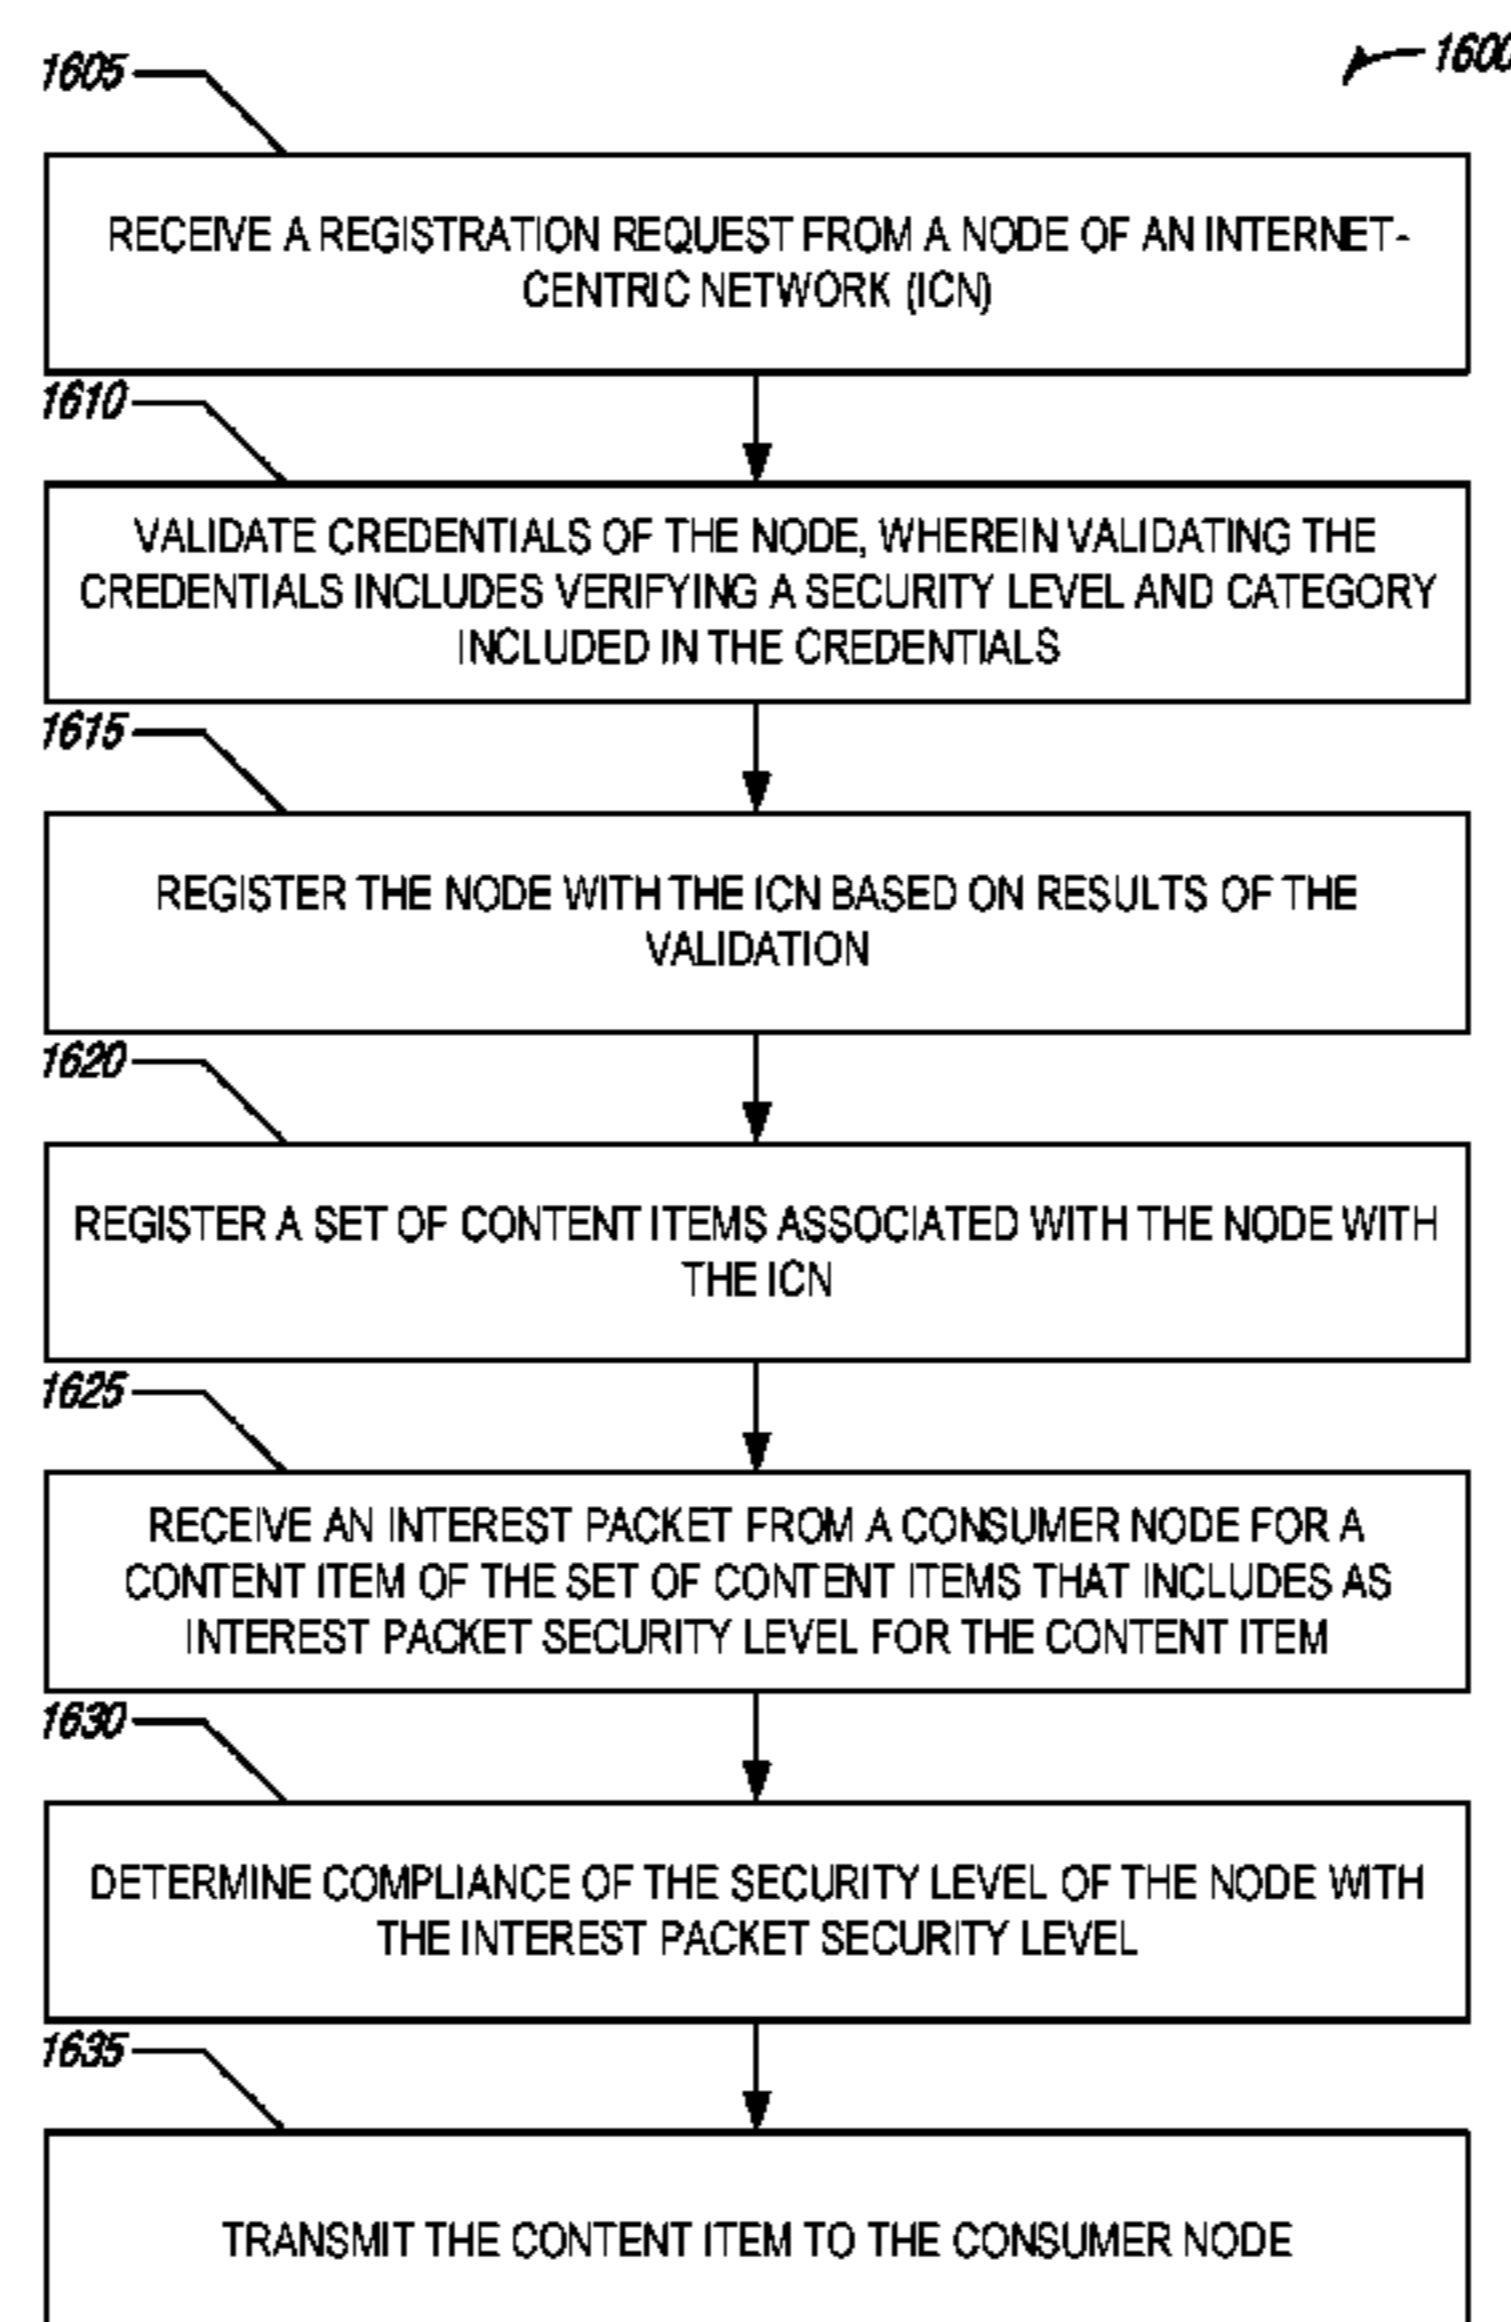 1605
1600
RECEIVE A REGISTRATION REQUEST FROM A NODE OF AN INTERNET-
CENTRIC NETWORK (ICN)
1610
VALIDATE CREDENTIALS OF THE NODE, WHEREIN VALIDATING THE
CREDENTIALS INCLUDES VERIFYING A SECURITY LEVEL AND CATEGORY
INCLUDED IN THE CREDENTIALS
1615
REGISTER THE NODE WITH THE ICN BASED ON RESULTS OF THE
VALIDATION
1620
REGISTER A SET OF CONTENT ITEMS ASSOCIATED WITH THE NODE WITH
THE ICN
1625
RECEIVE AN INTEREST PACKET FROM A CONSUMER NODE FOR A
CONTENT ITEM OF THE SET OF CONTENT ITEMS THAT INCLUDES AS
INTEREST PACKET SECURITY LEVEL FOR THE CONTENT ITEM
1630
DETERMINE COMPLIANCE OF THE SECURITY LEVEL OF THE NODE WITH
THE INTEREST PACKET SECURITY LEVEL
1635
TRANSMIT THE CONTENT ITEM TO THE CONSUMER NODE